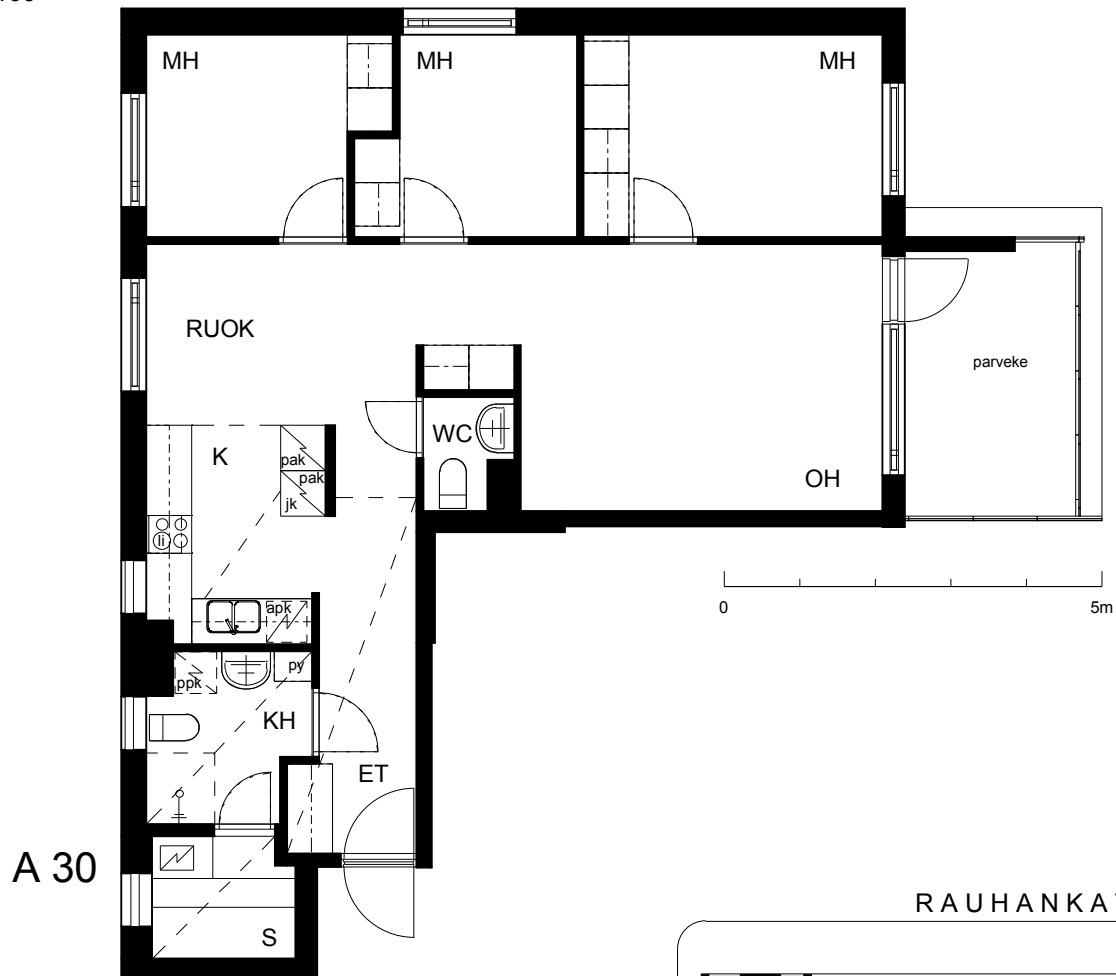 MH
MH
MH
RUOK
parveke
WC
K
pak
pak
jk
OH
li
apk
0
5m
ppk
py
KH
ET
A 30
S
RAUHANKA